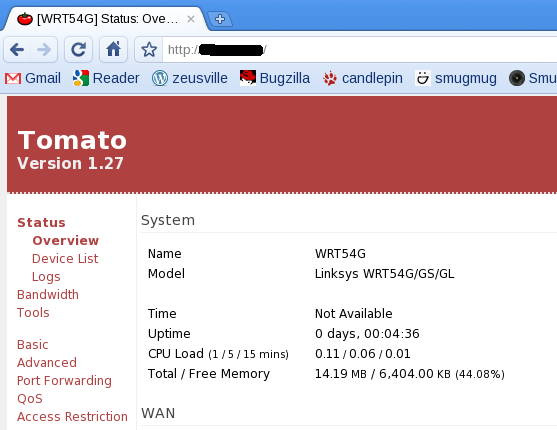 [WRT54G] Status: Ove...
http:/
Gmail Reader zeusville Bugzilla candlepin smugmug Smu
Tomato
Version 1.27
Status
Overview
Device List
Logs
Bandwidth
Tools
Basic
Advanced
Port Forwarding
QoS
Access Restriction
System
Name WRT54G
Model Linksys WRT54G/GS/GL
Time Not Available
Uptime 0 days, 00:04:36
CPU Load (1 / 5 / 15 mins) 0.11 / 0.06 / 0.01
Total / Free Memory 14.19 MB / 6,404.00 KB (44.08%)
WAN